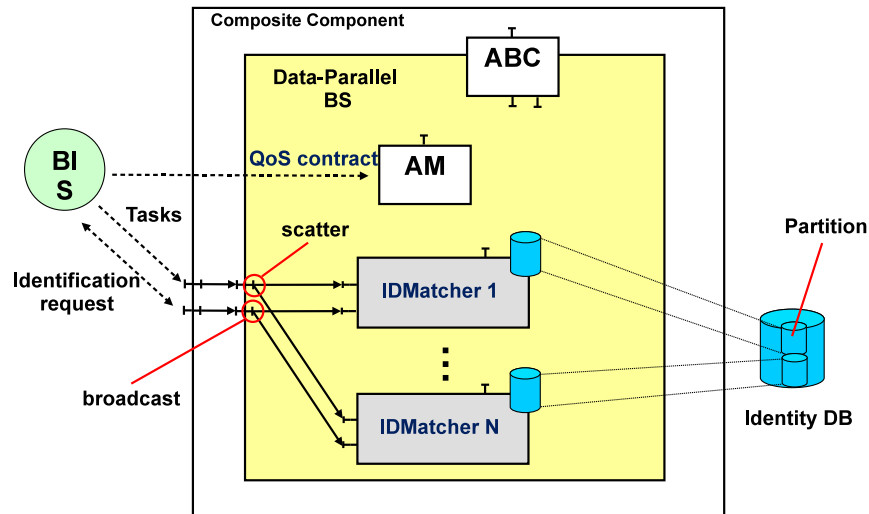 Composite Component
ABC
Data-Parallel
BS
BI
S
QoS contract
AM
Tasks
scatter
Partition
Identification
request
IDMatcher 1
broadcast
IDMatcher N
Identity DB